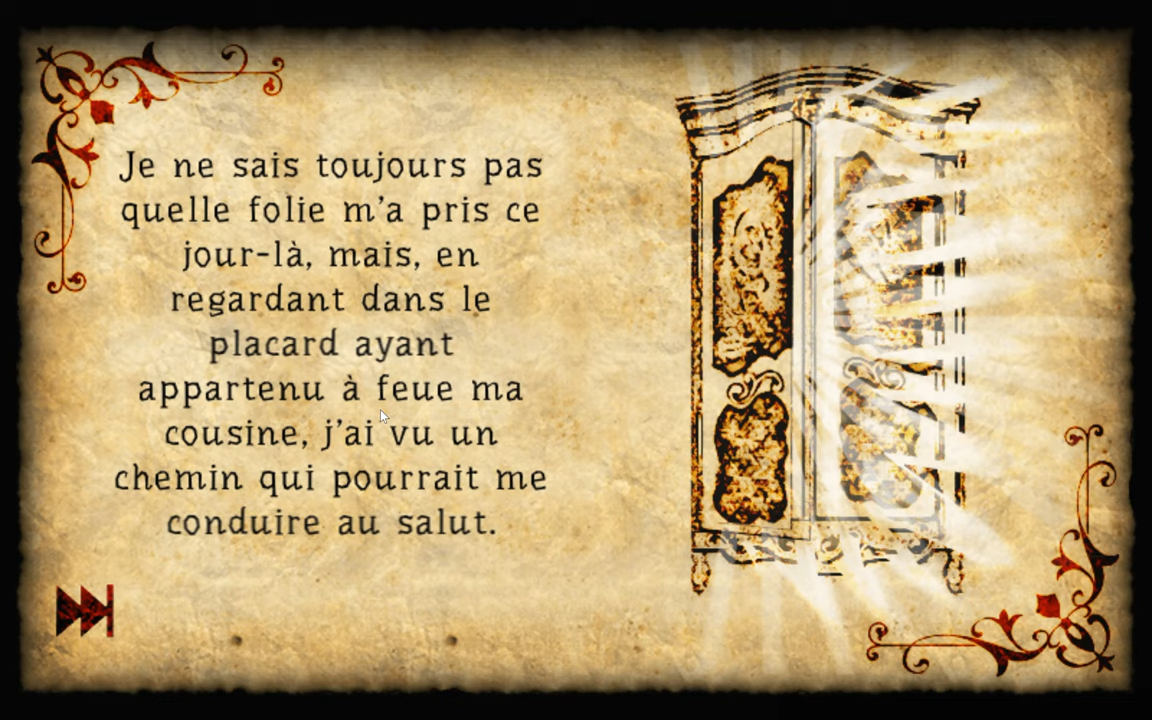 Je ne sais toujours pas
quelle folie m'a pris ce
jour-là, mais, en
regardant dans le
placard ayant
appartenu à feue ma
cousine, j'ai vu un
chemin qui pourrait me
conduire au salut.